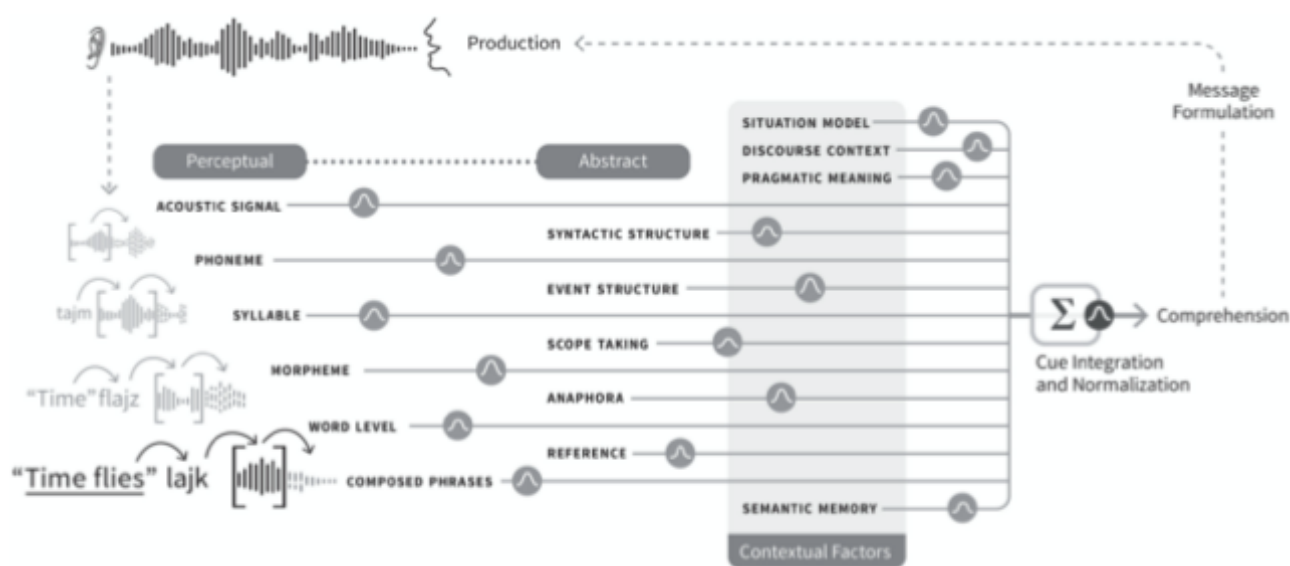 Production
Message
Formulation
SITUATION MODEL
DISCOURSE CONTEXT
PRAGMATIC MEANING
Perceptual
Abstract
ACOUSTIC SIGNAL
SYNTACTIC STRUCTURE
PHONEME
EVENT STRUCTURE
tajm
SYLLABLE
Σ
Comprehension
SCOPE TAKING
Cue Integration
and Normalization
MORPHEME
"Time" flajz
ANAPHORA
WORD LEVEL
REFERENCE
"Time flies" lajk
COMPOSED PHRASES
SEMANTIC MEMORY
Contextual Factors